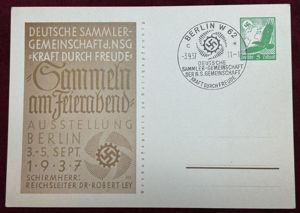 DEUTSCHE SAMMLER-
GEMEINSCHAFT d. NSG
»KRAFT DURCH FREUDE«
Sammeln
am Feierabend
AUSSTELLUNG
BERLIN
3.-5. SEPT.
1937
SCHIRMHERR:
REICHSLEITER DR. ROBERT LEY
BERLIN W 62
DEUTSCHE
SAMMLER-GEMEINSCHAFT
DER N.S. GEMEINSCHAFT
KRAFT DURCH FREUDE